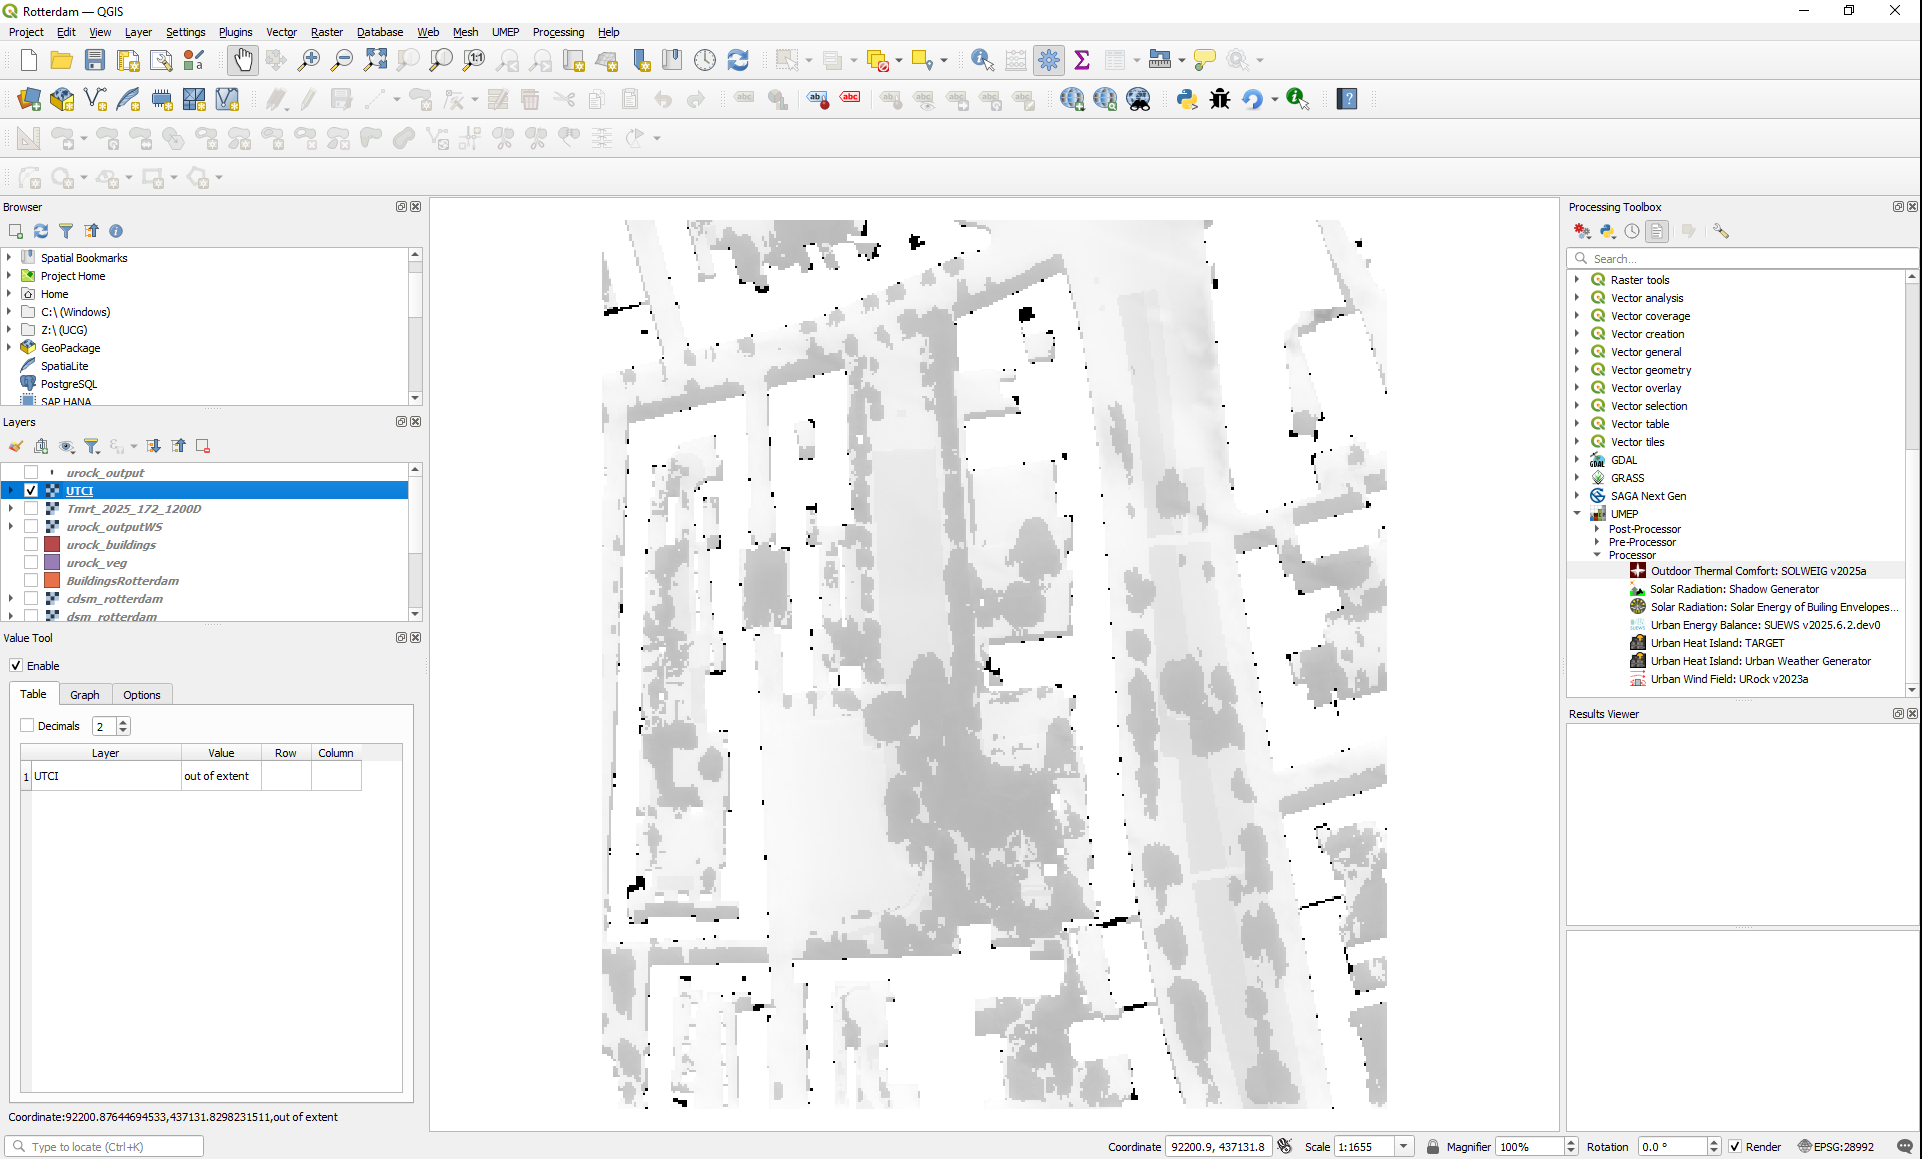 Rotterdam — QGIS
Project Edit View Layer Settings Plugins Vector Raster Database Web Mesh UMEP Processing Help
Browser
Spatial Bookmarks
Project Home
Home
C:\ (Windows)
Z:\ (UCG)
GeoPackage
SpatiaLite
PostgreSQL
SAP HANA
Layers
urock_output
UTCI
Tmrt_2025_172_1200D
urock_outputWS
urock_buildings
urock_veg
BuildingsRotterdam
cdsm_rotterdam
dsm_rotterdam
Value Tool
Enable
Table Graph Options
Decimals 2
Layer Value Row Column
1 UTCI out of extent
Coordinate:92200.87644694533,437131.8298231511,out of extent
Processing Toolbox
Search...
Raster tools
Vector analysis
Vector coverage
Vector creation
Vector general
Vector geometry
Vector overlay
Vector selection
Vector table
Vector tiles
GDAL
GRASS
SAGA Next Gen
UMEP
Post-Processor
Pre-Processor
Processor
Outdoor Thermal Comfort: SOLWEIG v2025a
Solar Radiation: Shadow Generator
Solar Radiation: Solar Energy of Builing Envelopes...
Urban Energy Balance: SUEWS v2025.6.2.dev0
Urban Heat Island: TARGET
Urban Heat Island: Urban Weather Generator
Urban Wind Field: URock v2023a
Results Viewer
Type to locate (Ctrl+K)
Coordinate 92200.9, 437131.8 Scale 1:1655 Magnifier 100% Rotation 0.0 ° Render EPSG:28992